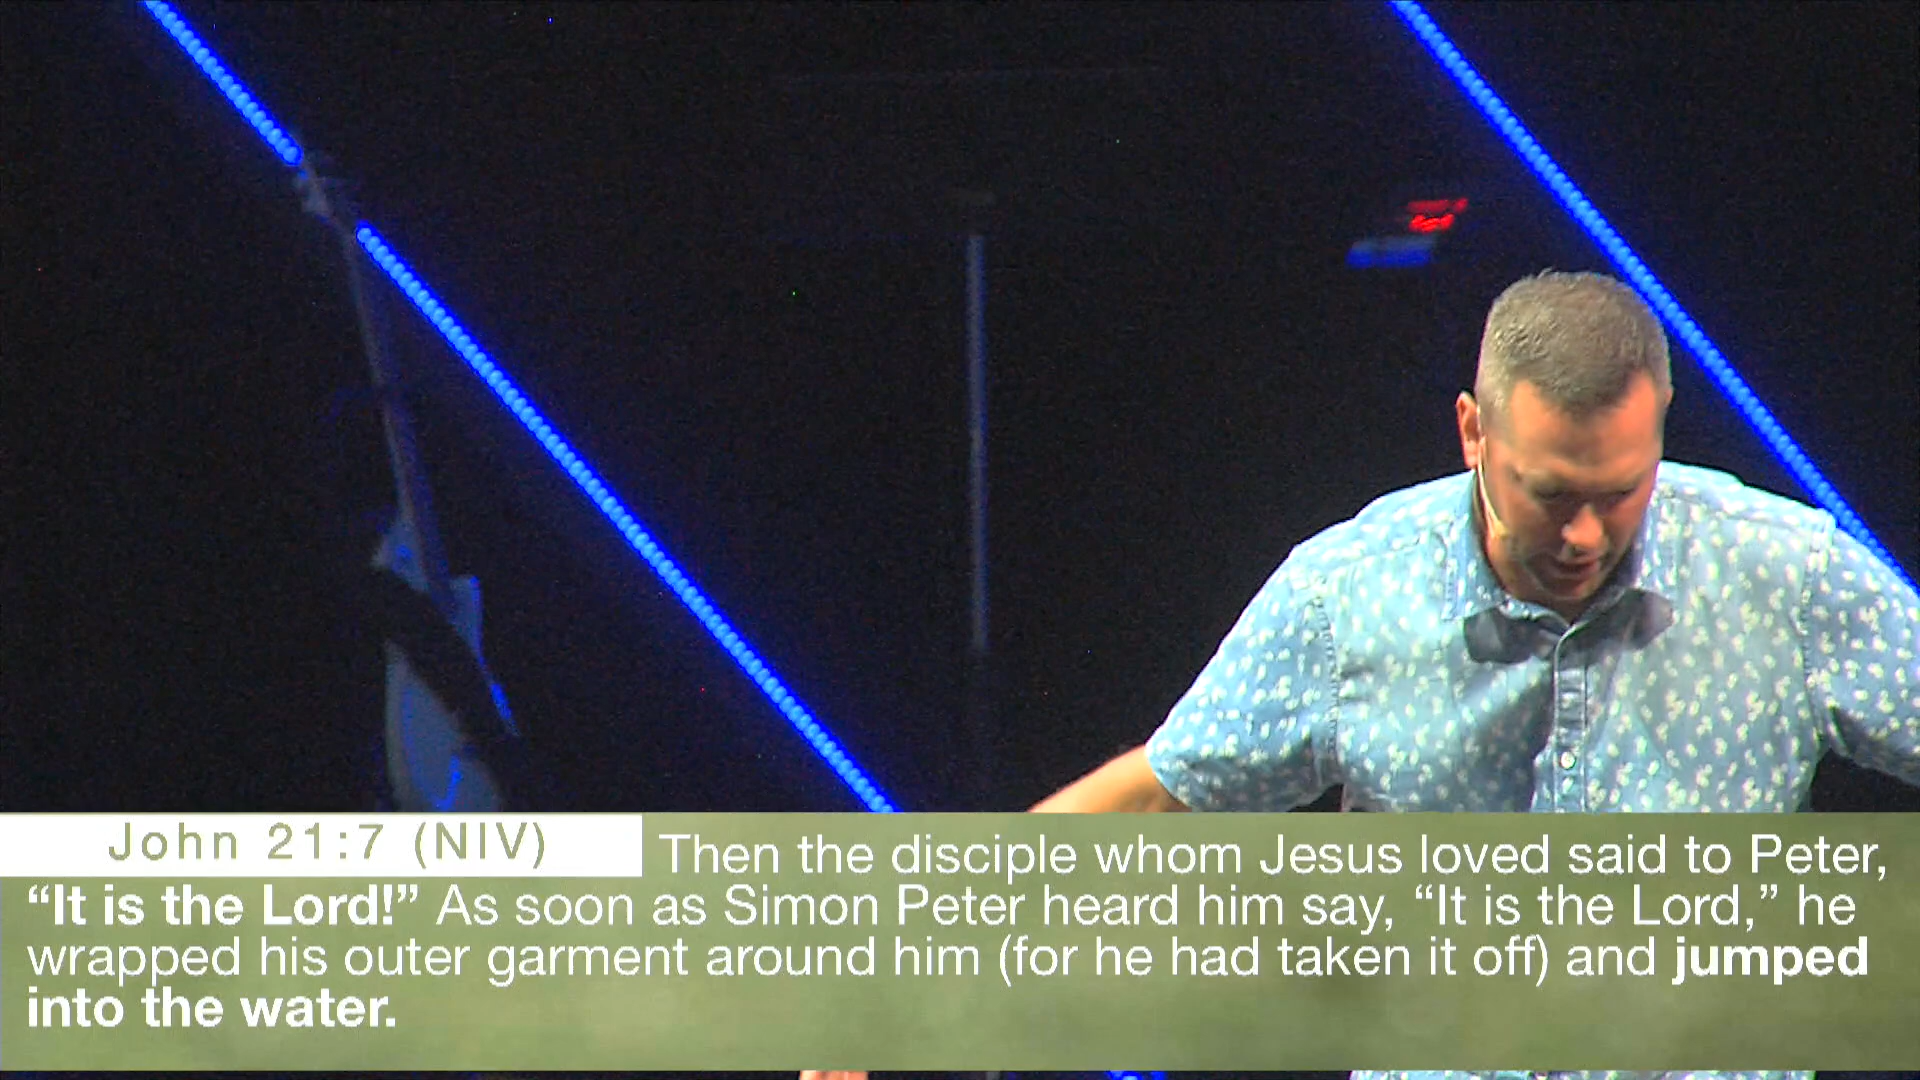 John 21:7 (NIV)
Then the disciple whom Jesus loved said to Peter,
“It is the Lord!” As soon as Simon Peter heard him say, “It is the Lord,” he
wrapped his outer garment around him (for he had taken it off) and jumped
into the water.